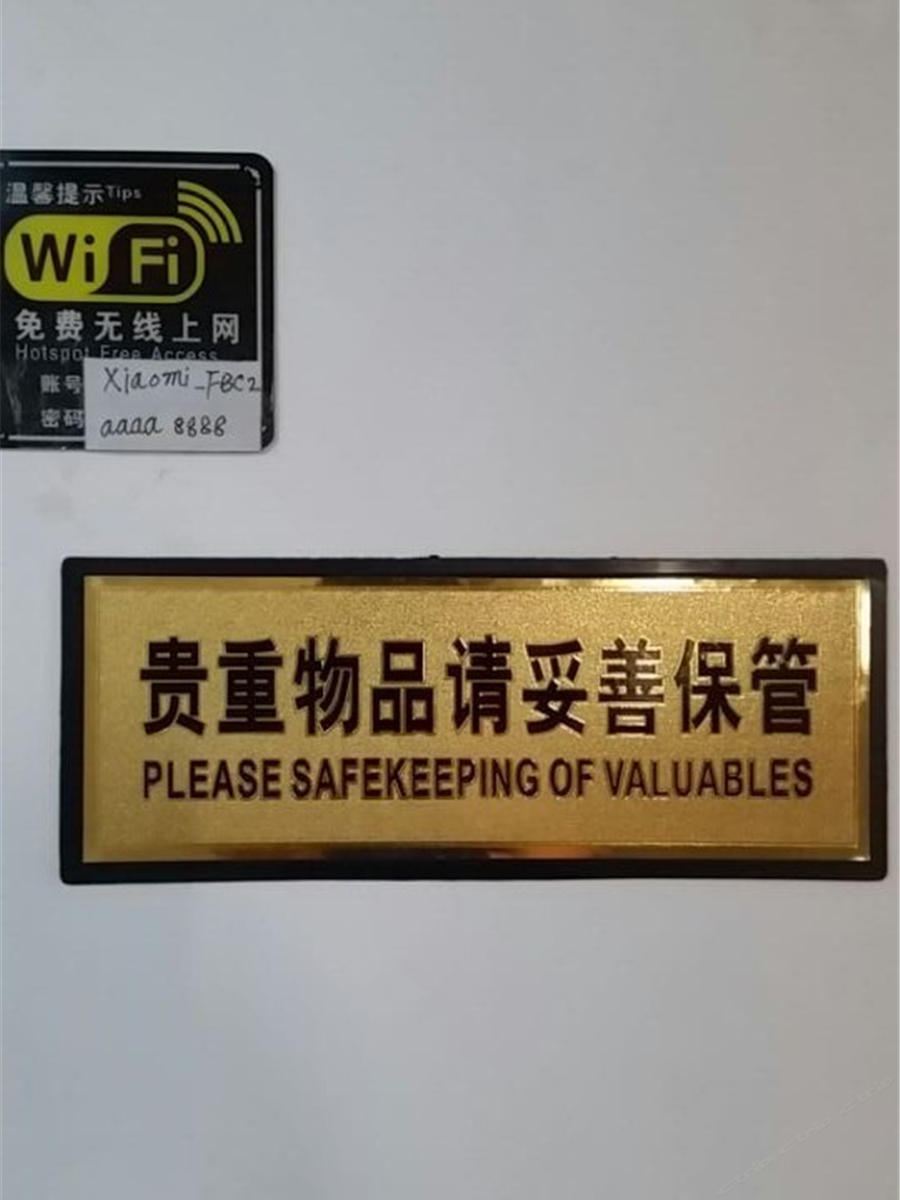 温馨提示Tips
WiFi
免费无线上网
Hotspot Free Access
账号 Xiaomi_FBC2
密码 aaaa 8888
贵重物品请妥善保管
PLEASE SAFEKEEPING OF VALUABLES